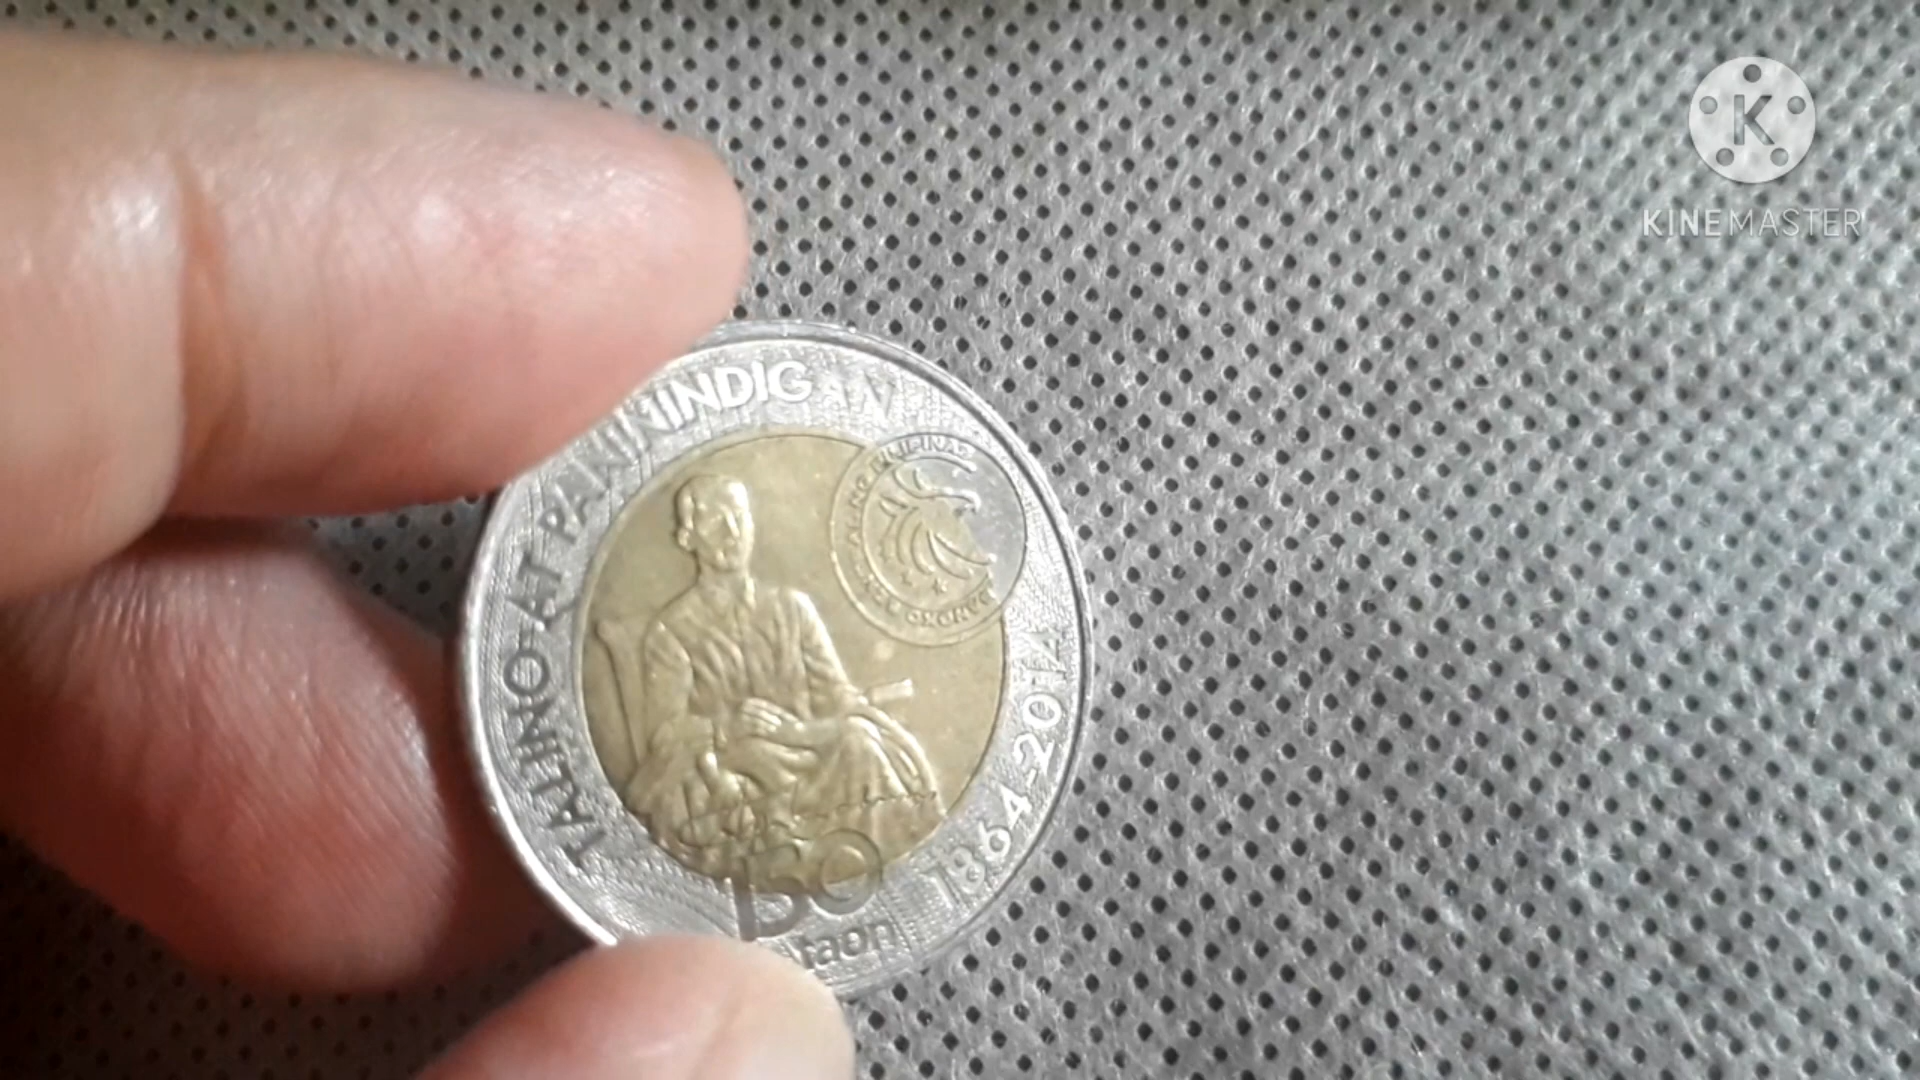 KINEMASTER
TALINO AT PANININDIGAN
1864-2014
150
taon